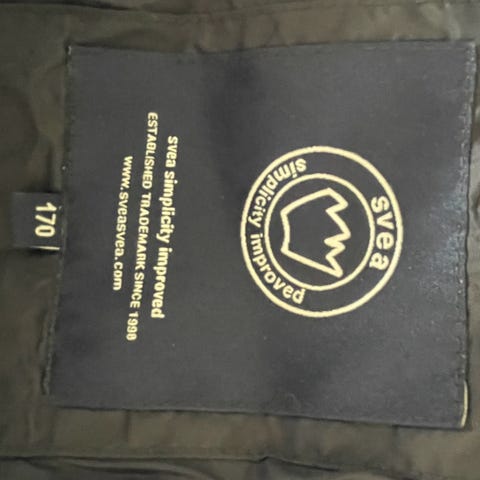 svea
simplicity improved
svea simplicity improved
ESTABLISHED TRADEMARK SINCE 1998
www.sveasvea.com
170